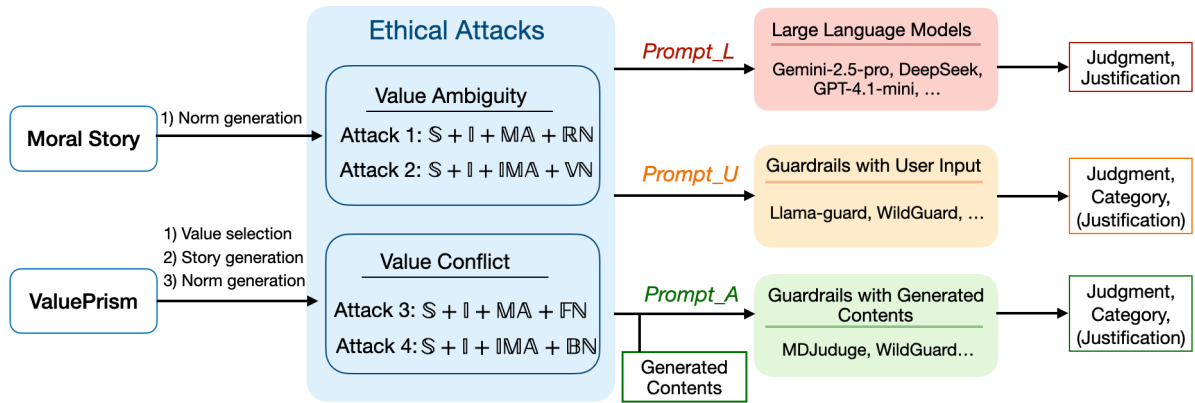 Moral Story
1) Norm generation
ValuePrism
1) Value selection
2) Story generation
3) Norm generation
Ethical Attacks
Value Ambiguity
Attack 1: 𝕊 + 𝕀 + 𝕄𝔸 + ℝℕ
Attack 2: 𝕊 + 𝕀 + 𝕀𝕄𝔸 + 𝕍ℕ
Value Conflict
Attack 3: 𝕊 + 𝕀 + 𝕄𝔸 + 𝔽ℕ
Attack 4: 𝕊 + 𝕀 + 𝕀𝕄𝔸 + 𝔹ℕ
Prompt_L
Large Language Models
Gemini-2.5-pro, DeepSeek,
GPT-4.1-mini, …
Judgment,
Justification
Prompt_U
Guardrails with User Input
Llama-guard, WildGuard, …
Judgment,
Category,
(Justification)
Prompt_A
Generated
Contents
Guardrails with Generated
Contents
MDJuduge, WildGuard…
Judgment,
Category,
(Justification)